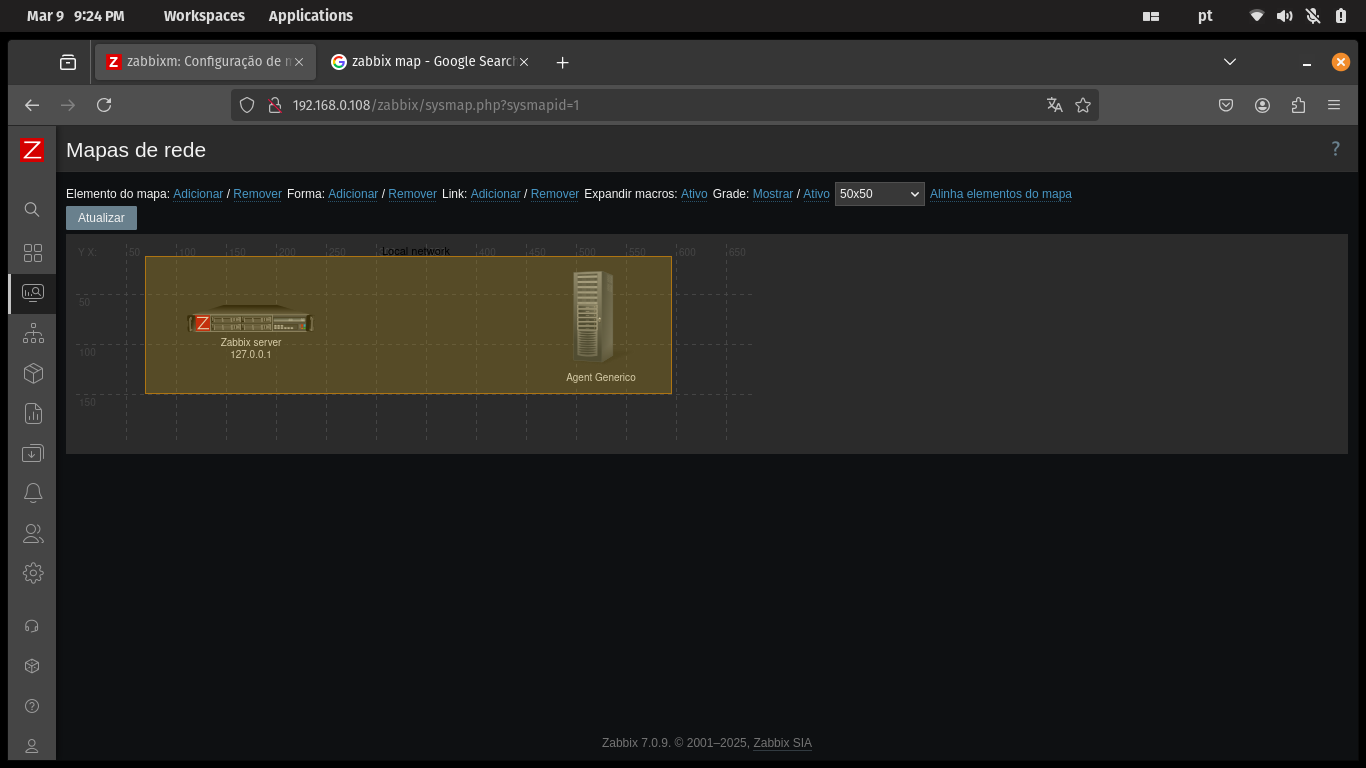 Mar 9 9:24 PM Workspaces Applications pt
zabbixm: Configuração de m zabbix map - Google Search
192.168.0.108/zabbix/sysmap.php?sysmapid=1
Z Mapas de rede ?
Elemento do mapa: Adicionar / Remover Forma: Adicionar / Remover Link: Adicionar / Remover Expandir macros: Ativo Grade: Mostrar / Ativo 50x50 Alinha elementos do mapa
Atualizar
Y X: 50 100 150 200 250 Local network 400 450 500 550 600 650
50
Z
Zabbix server
100
127.0.0.1
Agent Generico
150
Zabbix 7.0.9. © 2001–2025, Zabbix SIA